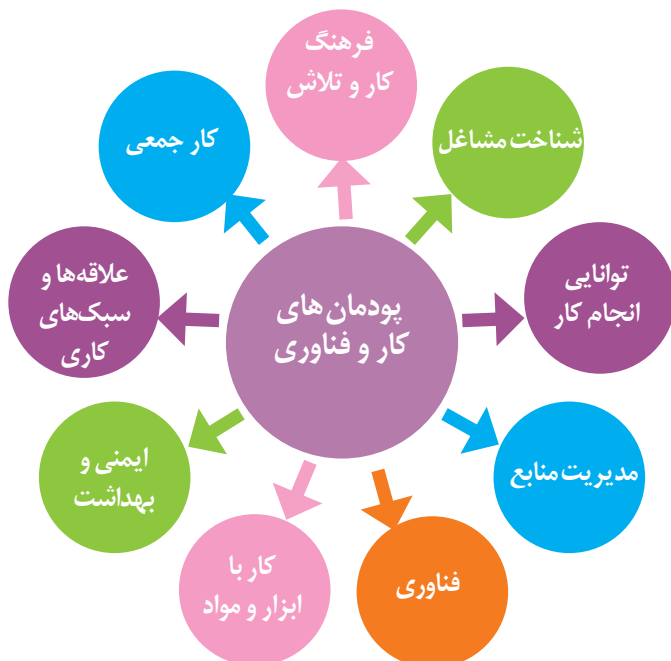 فرهنگ
کار و تلاش
شناخت مشاغل
توانایی
انجام کار
مدیریت منابع
فناوری
کار با
ابزار و مواد
ایمنی و
بهداشت
علاقه‌ها و
سبک‌های
کاری
کار جمعی
پودمان‌های
کار و فناوری